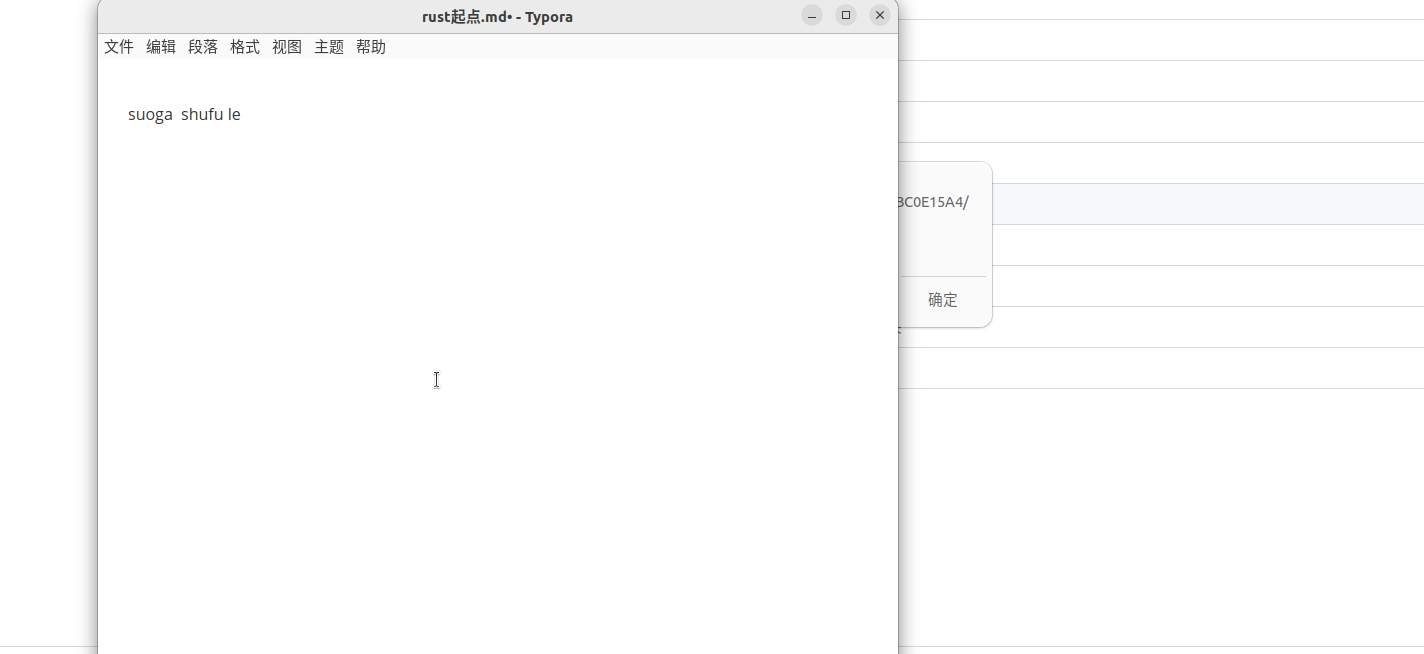 rust起点.md• - Typora
文件 编辑 段落 格式 视图 主题 帮助
suoga  shufu le
BC0E15A4/
确定